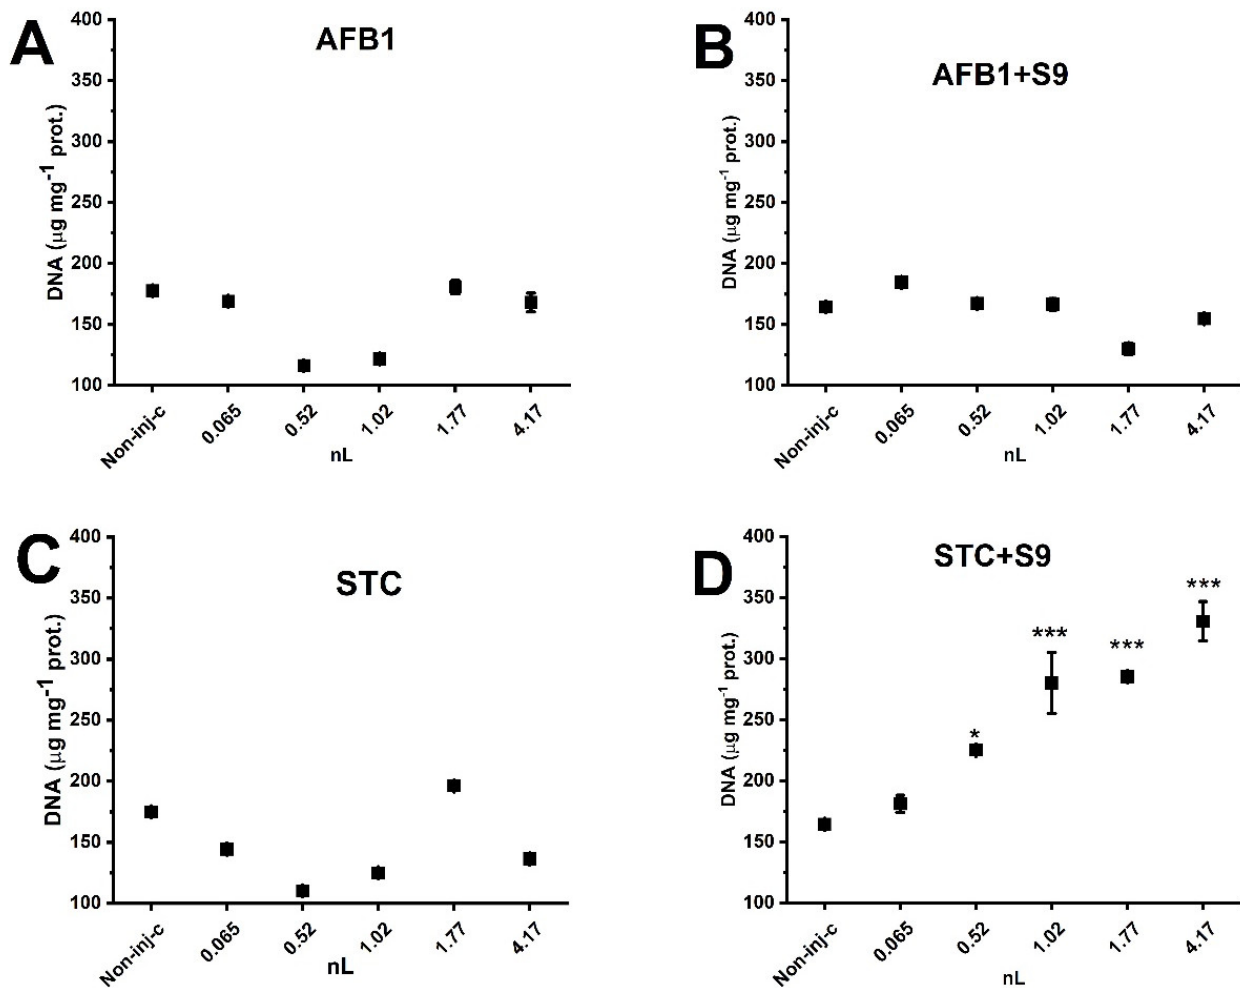 A
AFB1
DNA (µg mg-1 prot.)
400
350
300
250
200
150
100
Non-inj-c
0.065
0.52
1.02
1.77
4.17
nL
B
AFB1+S9
DNA (µg mg-1 prot.)
400
350
300
250
200
150
100
Non-inj-c
0.065
0.52
1.02
1.77
4.17
nL
C
STC
DNA (µg mg-1 prot.)
400
350
300
250
200
150
100
Non-inj-c
0.065
0.52
1.02
1.77
4.17
nL
D
STC+S9
DNA (µg mg-1 prot.)
400
350
300
250
200
150
100
*
***
***
***
Non-inj-c
0.065
0.52
1.02
1.77
4.17
nL